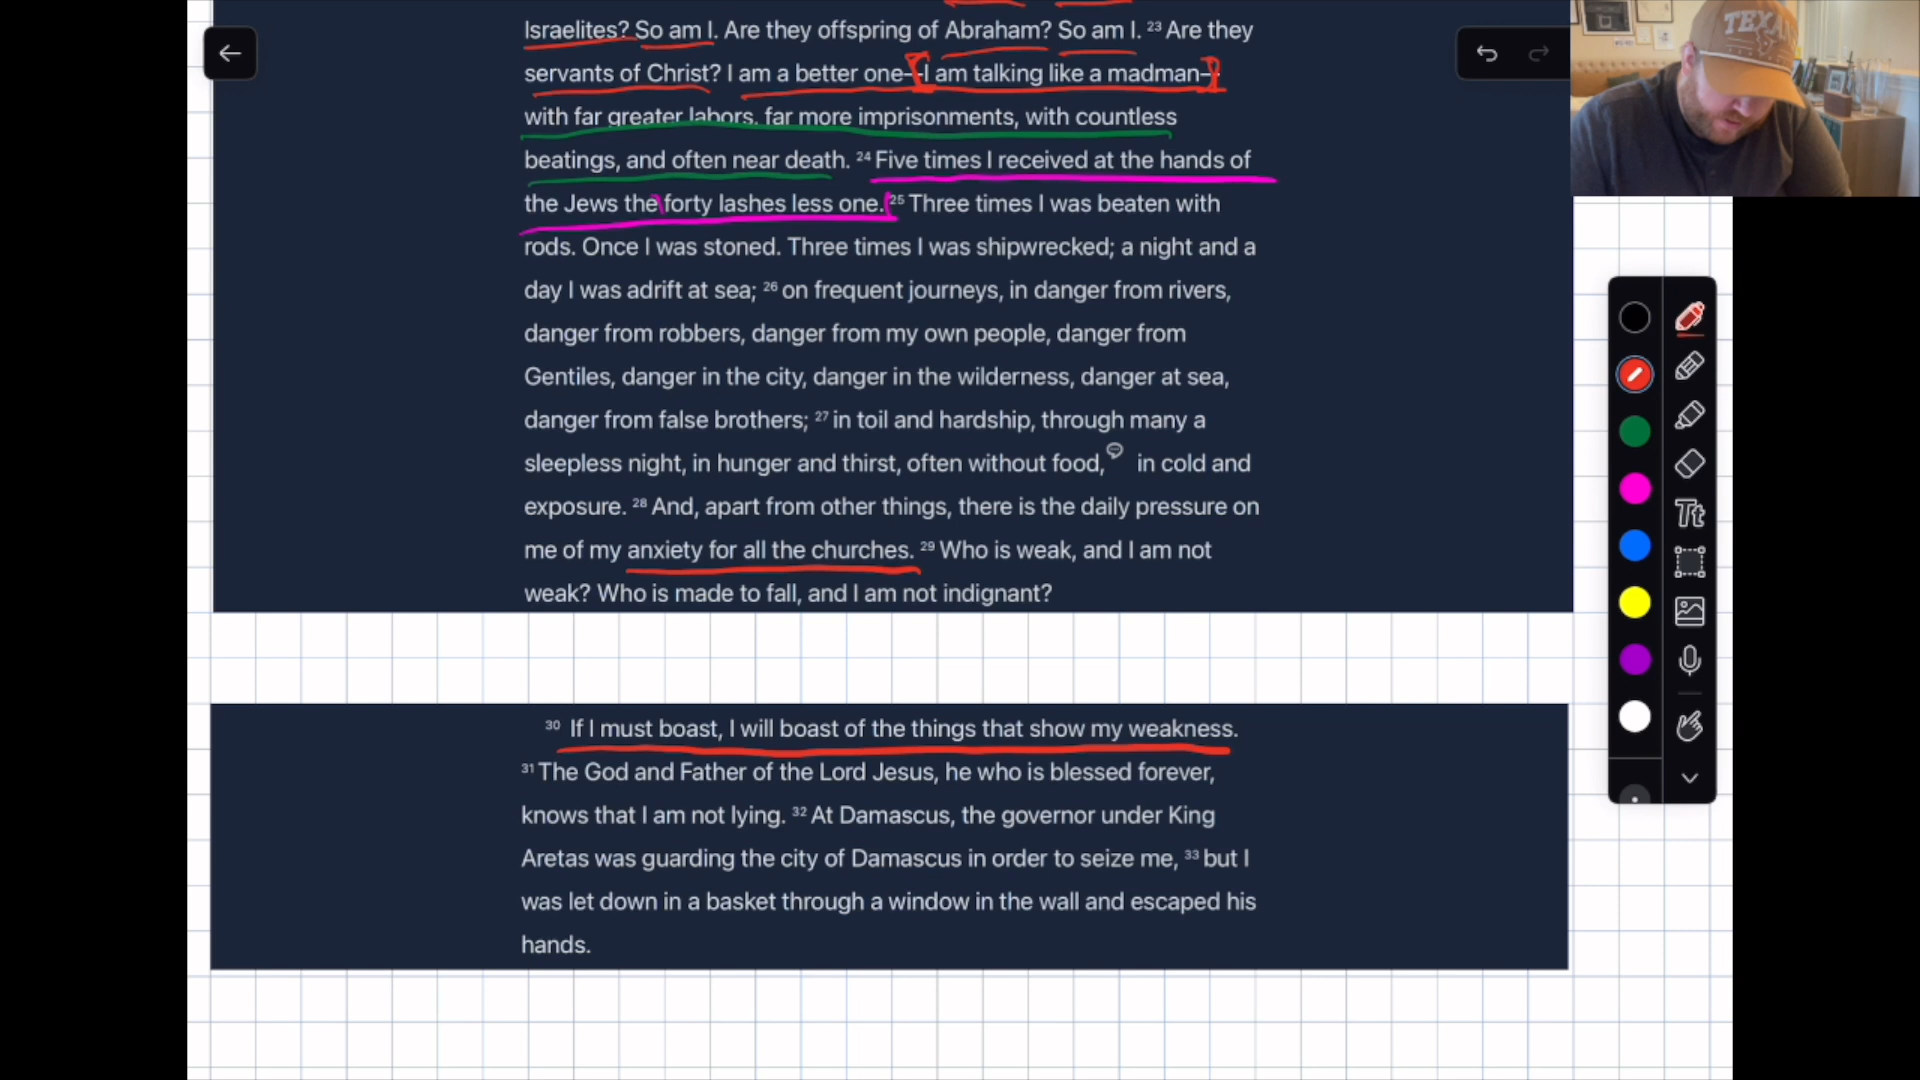 TEXAS
Israelites? So am I. Are they offspring of Abraham? So am I. 23 Are they
servants of Christ? I am a better one—I am talking like a madman—
with far greater labors, far more imprisonments, with countless
beatings, and often near death. 24 Five times I received at the hands of
the Jews the forty lashes less one. 25 Three times I was beaten with
rods. Once I was stoned. Three times I was shipwrecked; a night and a
day I was adrift at sea; 26 on frequent journeys, in danger from rivers,
danger from robbers, danger from my own people, danger from
Gentiles, danger in the city, danger in the wilderness, danger at sea,
danger from false brothers; 27 in toil and hardship, through many a
sleepless night, in hunger and thirst, often without food, in cold and
exposure. 28 And, apart from other things, there is the daily pressure on
me of my anxiety for all the churches. 29 Who is weak, and I am not
weak? Who is made to fall, and I am not indignant?
30 If I must boast, I will boast of the things that show my weakness.
31 The God and Father of the Lord Jesus, he who is blessed forever,
knows that I am not lying. 32 At Damascus, the governor under King
Aretas was guarding the city of Damascus in order to seize me, 33 but I
was let down in a basket through a window in the wall and escaped his
hands.
Tt